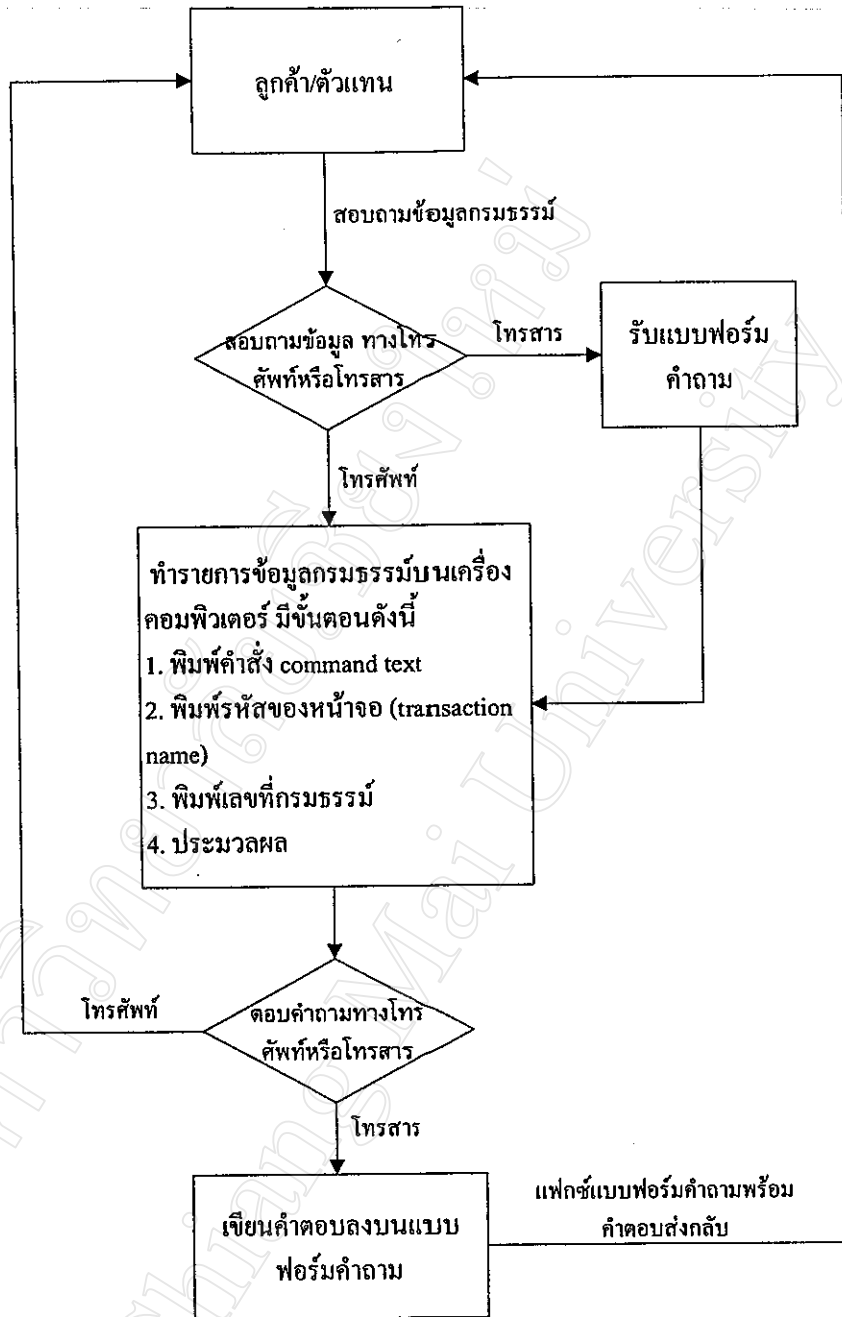 ลูกค้า/ตัวแทน
สอบถามข้อมูลกรมธรรม์
สอบถามข้อมูล ทางโทร
ศัพท์หรือโทรสาร
โทรสาร
รับแบบฟอร์ม
คำถาม
โทรศัพท์
ทำรายการข้อมูลกรมธรรม์บนเครื่อง
คอมพิวเตอร์ มีขั้นตอนดังนี้
1. พิมพ์คำสั่ง command text
2. พิมพ์รหัสของหน้าจอ (transaction
name)
3. พิมพ์เลขที่กรมธรรม์
4. ประมวลผล
โทรศัพท์
ตอบคำถามทางโทร
ศัพท์หรือโทรสาร
โทรสาร
เขียนคำตอบลงบนแบบ
ฟอร์มคำถาม
แฟกซ์แบบฟอร์มคำถามพร้อม
คำตอบส่งกลับ
Chiang Mai University